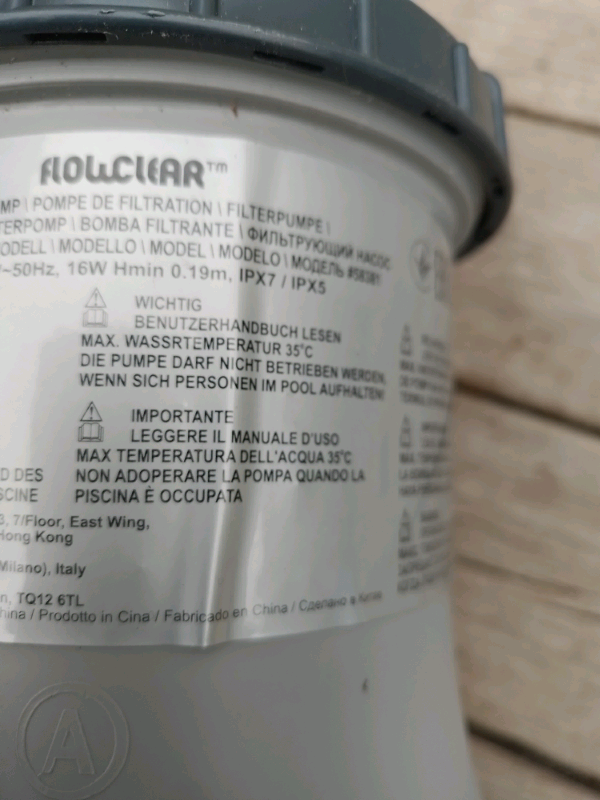 FLOWCLEAR™
MP \ POMPE DE FILTRATION \ FILTERPUMPE \
TERPOMP \ BOMBA FILTRANTE \ ФИЛЬТРУЮЩИЙ НАСОС
ODELL \ MODELLO \ MODEL \ MODELO \ МОДЕЛЬ #58381
~50Hz, 16W Hmin 0.19m, IPX7 / IPX5
WICHTIG
BENUTZERHANDBUCH LESEN
MAX. WASSRTEMPERATUR 35°C
DIE PUMPE DARF NICHT BETRIEBEN WERDEN,
WENN SICH PERSONEN IM POOL AUFHALTEN!
IMPORTANTE
LEGGERE IL MANUALE D'USO
MAX TEMPERATURA DELL'ACQUA 35°C
D DES NON ADOPERARE LA POMPA QUANDO LA
SCINE PISCINA È OCCUPATA
3, 7/Floor, East Wing,
Hong Kong
Milano), Italy
n, TQ12 6TL
hina / Prodotto in Cina / Fabricado en China / Сделано в Китае
A